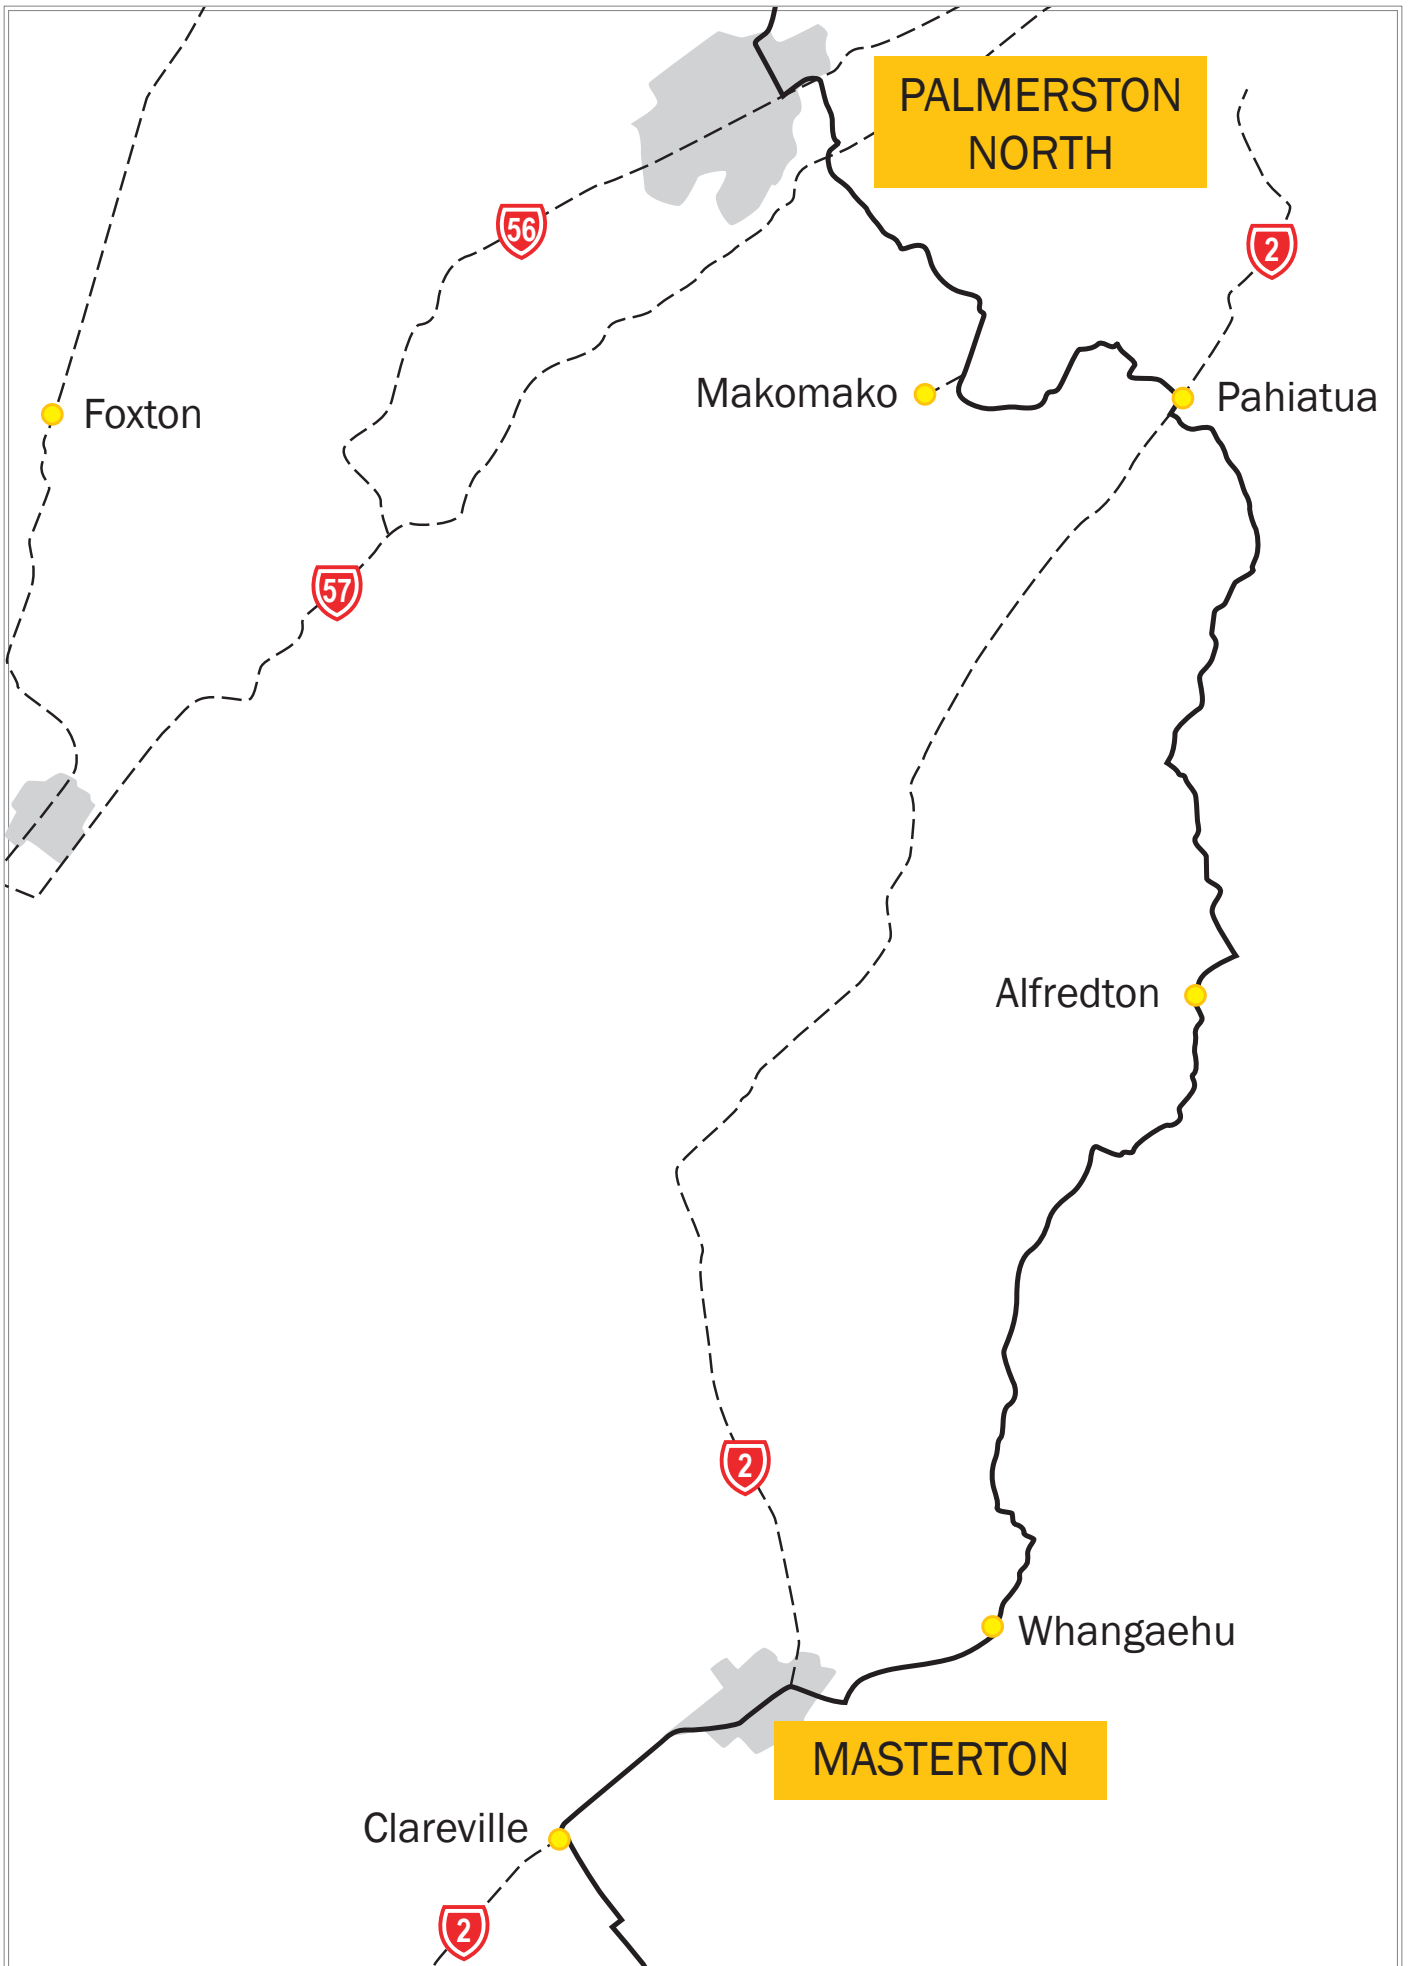 PALMERSTON
NORTH
56
2
Makomako
Pahiatua
Foxton
57
Alfredton
2
Whangaehu
MASTERTON
Clareville
2